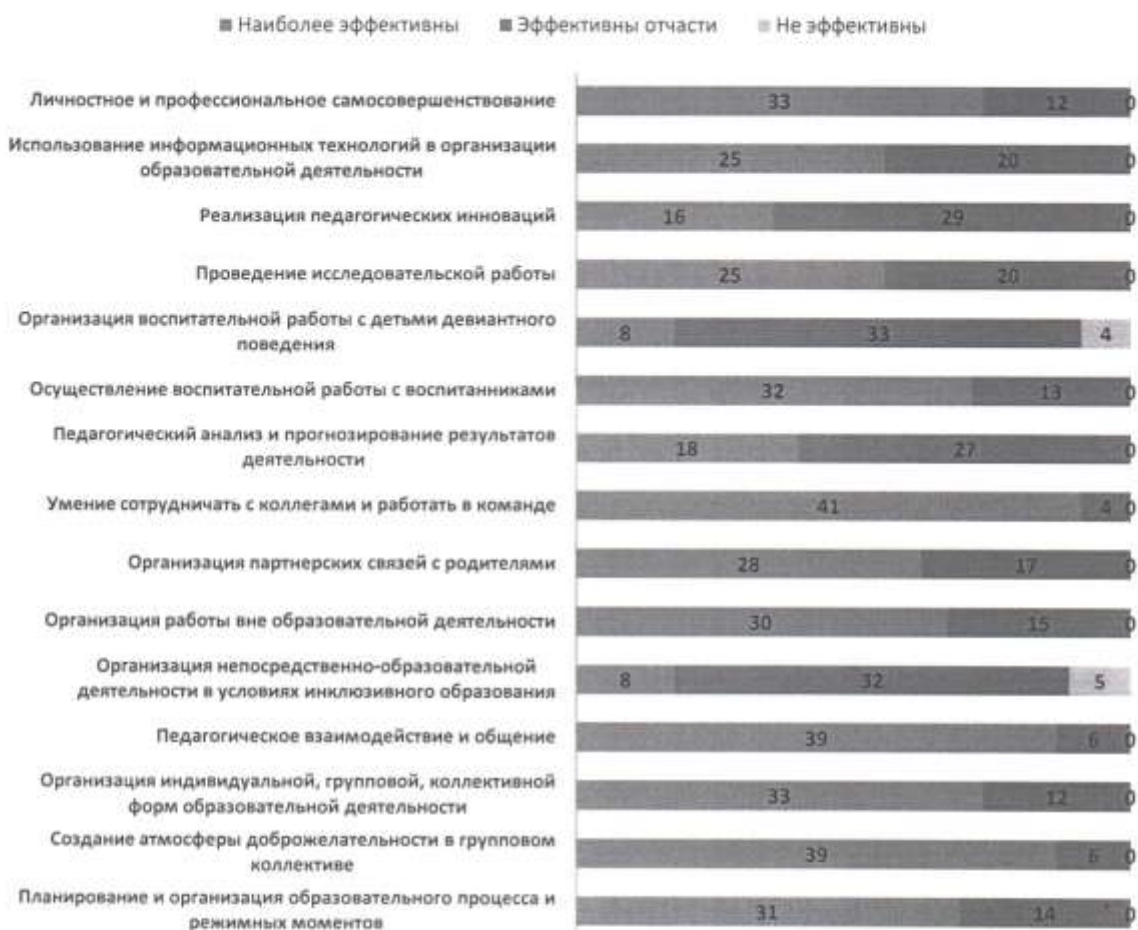 Наиболее эффективны Эффективны отчасти Не эффективны
Личностное и профессиональное самосовершенствование 33 12 0
Использование информационных технологий в организации
образовательной деятельности 25 20 0
Реализация педагогических инноваций 16 29 0
Проведение исследовательской работы 25 20 0
Организация воспитательной работы с детьми девиантного
поведения 8 33 4
Осуществление воспитательной работы с воспитанниками 32 13 0
Педагогический анализ и прогнозирование результатов
деятельности 18 27 0
Умение сотрудничать с коллегами и работать в команде 41 4 0
Организация партнерских связей с родителями 28 17 0
Организация работы вне образовательной деятельности 30 15 0
Организация непосредственно-образовательной
деятельности в условиях инклюзивного образования 8 32 5
Педагогическое взаимодействие и общение 39 6 0
Организация индивидуальной, групповой, коллективной
форм образовательной деятельности 33 12 0
Создание атмосферы доброжелательности в групповом
коллективе 39 6 0
Планирование и организация образовательного процесса и
режимных моментов 31 14 0